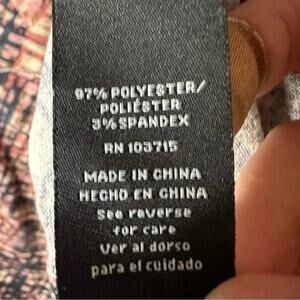 97% POLYESTER/
POLIÉSTER
3% SPANDEX
RN 103715
MADE IN CHINA
HECHO EN CHINA
See reverse
for care
Ver al dorso
para el cuidado